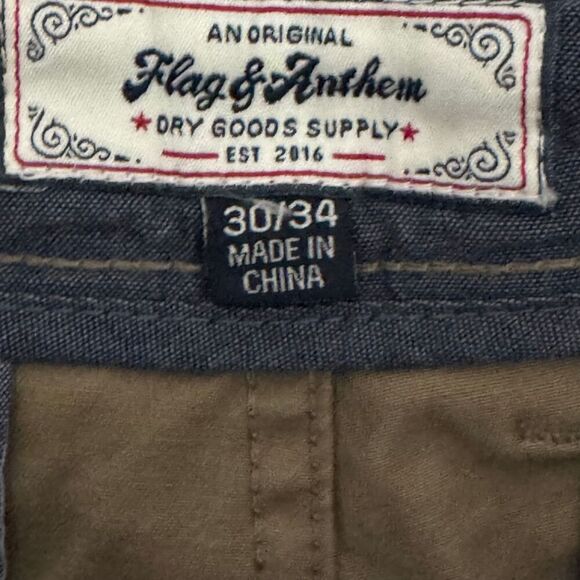 AN ORIGINAL
Flag & Anthem
★DRY GOODS SUPPLY★
EST 2016
30/34
MADE IN
CHINA